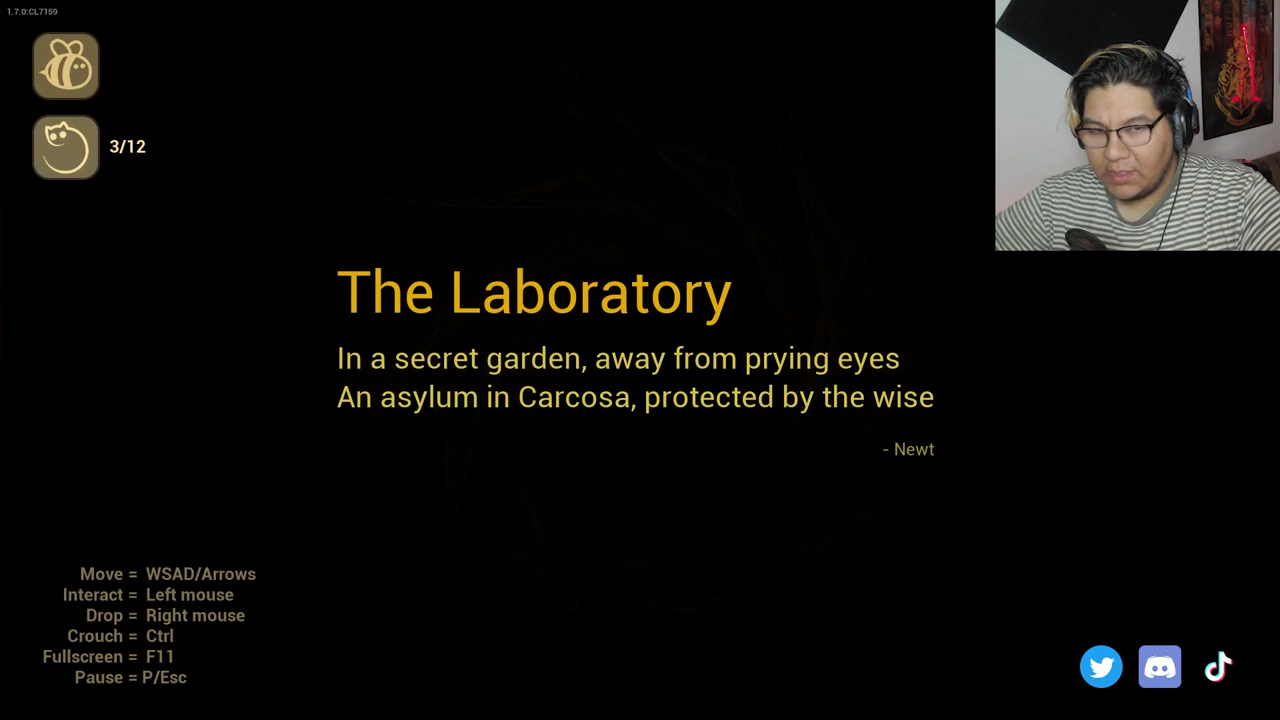 1.7.0:CL7159
3/12
The Laboratory
In a secret garden, away from prying eyes
An asylum in Carcosa, protected by the wise
- Newt
Move = WSAD/Arrows
Interact = Left mouse
Drop = Right mouse
Crouch = Ctrl
Fullscreen = F11
Pause = P/Esc